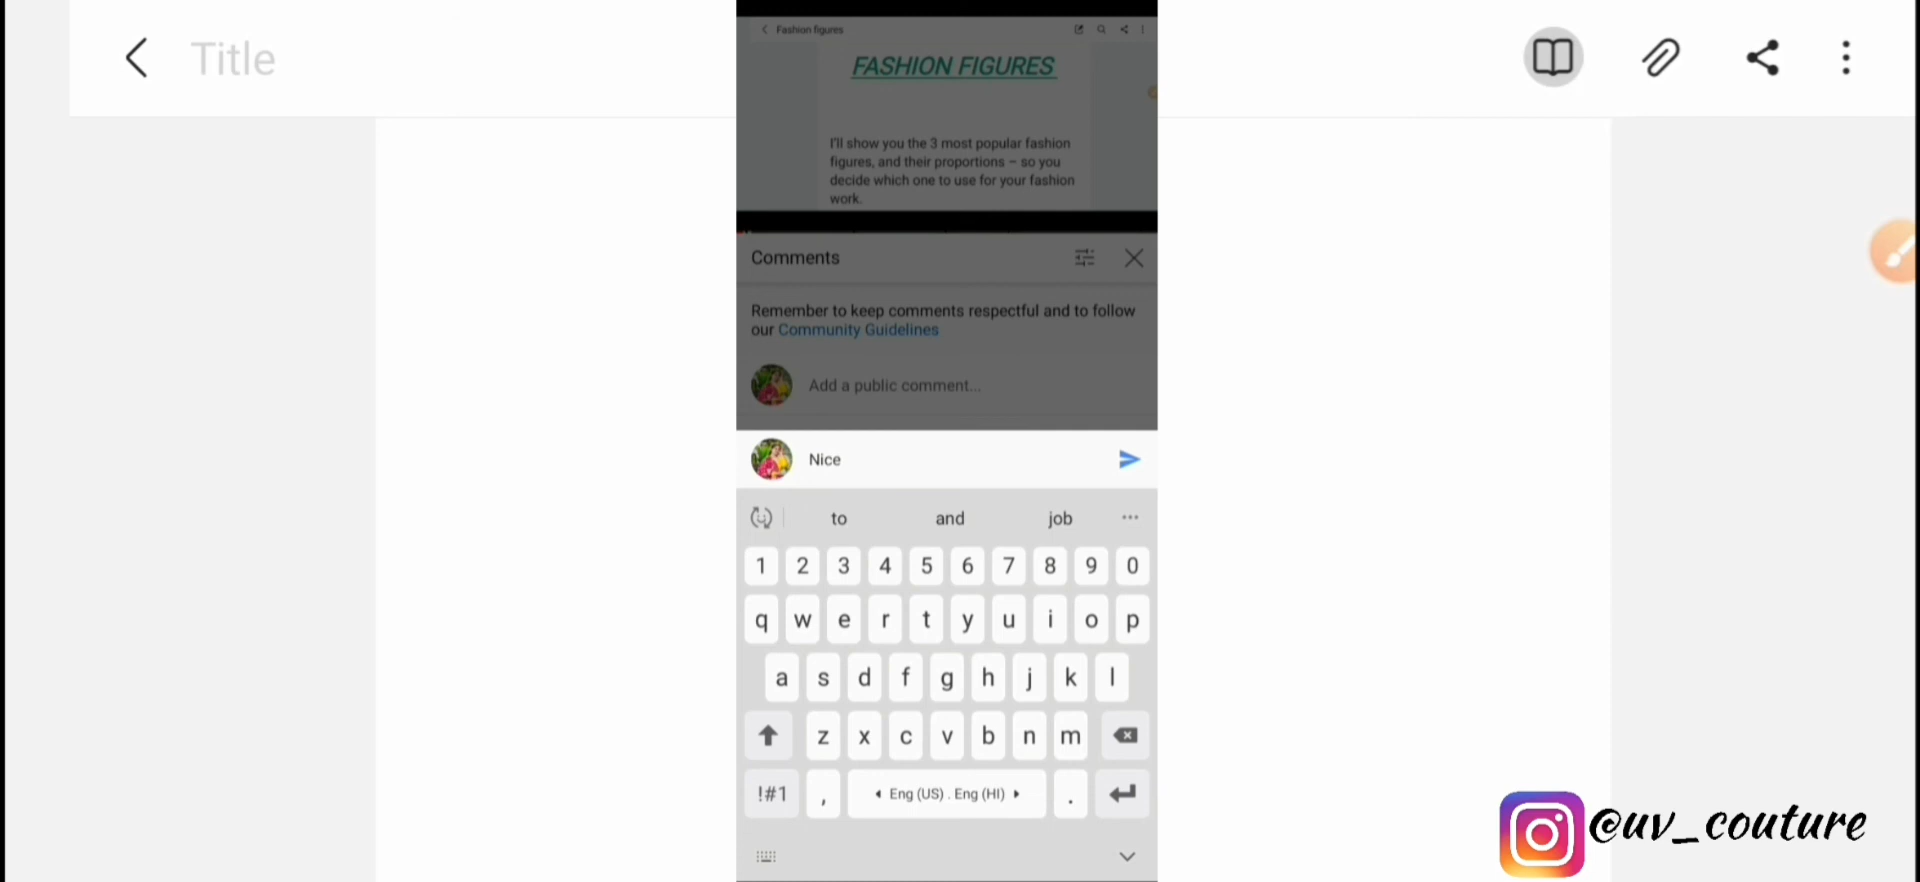 Title
Fashion figures
FASHION FIGURES
I'll show you the 3 most popular fashion
figures, and their proportions – so you
decide which one to use for your fashion
work.
Comments
Remember to keep comments respectful and to follow
our Community Guidelines
Add a public comment...
Nice
to and job ...
1 2 3 4 5 6 7 8 9 0
q w e r t y u i o p
a s d f g h j k l
z x c v b n m
!#1 , Eng (US) . Eng (HI) .
@uv_couture